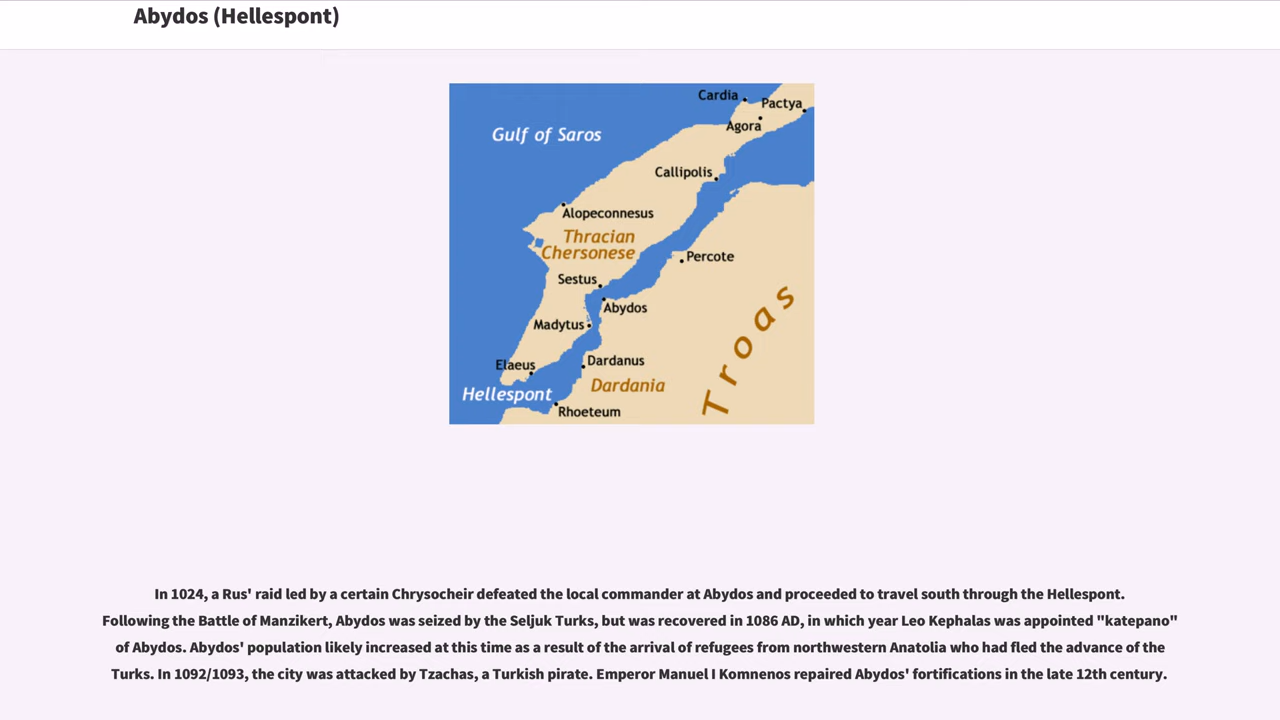 Abydos (Hellespont)
Cardia
Pactya
Agora
Gulf of Saros
Callipolis
Alopeconnesus
Thracian
Chersonese
Percote
Sestus
Abydos
Troas
Madytus
Elaeus
Dardanus
Dardania
Hellespont
Rhoeteum
In 1024, a Rus' raid led by a certain Chrysocheir defeated the local commander at Abydos and proceeded to travel south through the Hellespont.
Following the Battle of Manzikert, Abydos was seized by the Seljuk Turks, but was recovered in 1086 AD, in which year Leo Kephalas was appointed "katepano"
of Abydos. Abydos' population likely increased at this time as a result of the arrival of refugees from northwestern Anatolia who had fled the advance of the
Turks. In 1092/1093, the city was attacked by Tzachas, a Turkish pirate. Emperor Manuel I Komnenos repaired Abydos' fortifications in the late 12th century.